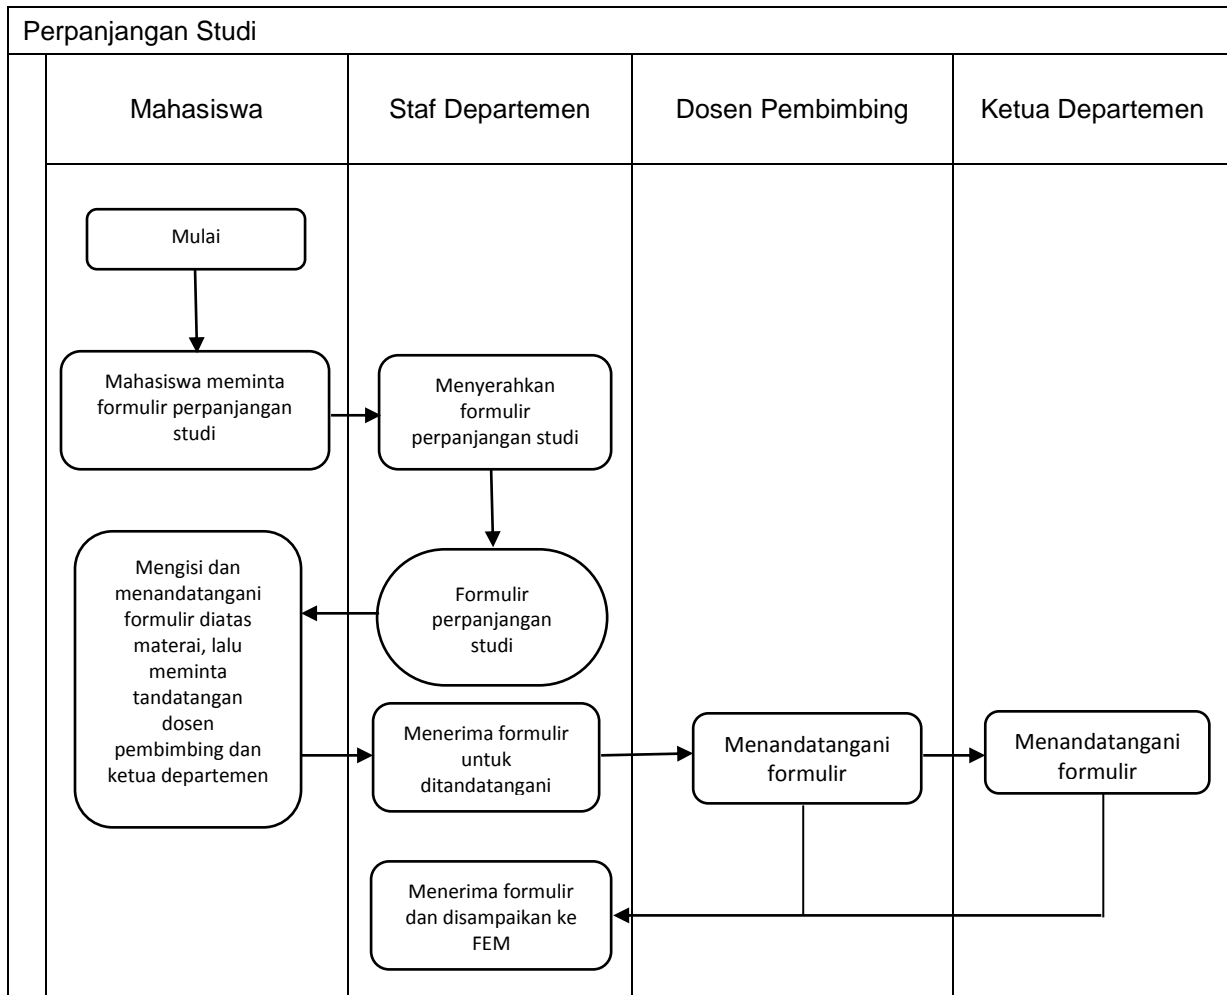 Perpanjangan Studi
Mahasiswa
Staf Departemen
Dosen Pembimbing
Ketua Departemen
Mulai
Mahasiswa meminta
formulir perpanjangan
studi
Menyerahkan
formulir
perpanjangan studi
Mengisi dan
menandatangani
formulir diatas
materai, lalu
meminta
tandatangan
dosen
pembimbing dan
ketua departemen
Formulir
perpanjangan
studi
Menerima formulir
untuk
ditandatangani
Menandatangani
formulir
Menandatangani
formulir
Menerima formulir
dan disampaikan ke
FEM